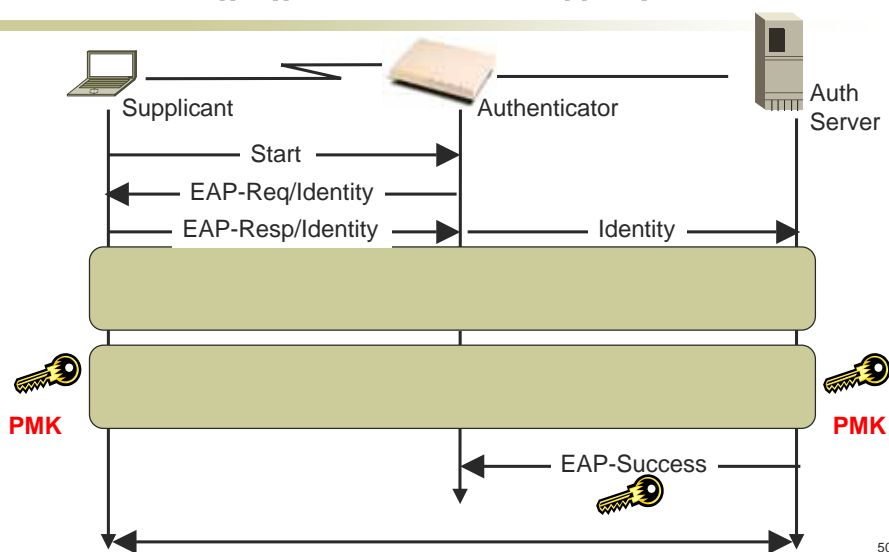 Supplicant
Authenticator
Auth
Server
Start
EAP-Req/Identity
EAP-Resp/Identity
Identity
PMK
PMK
EAP-Success
50